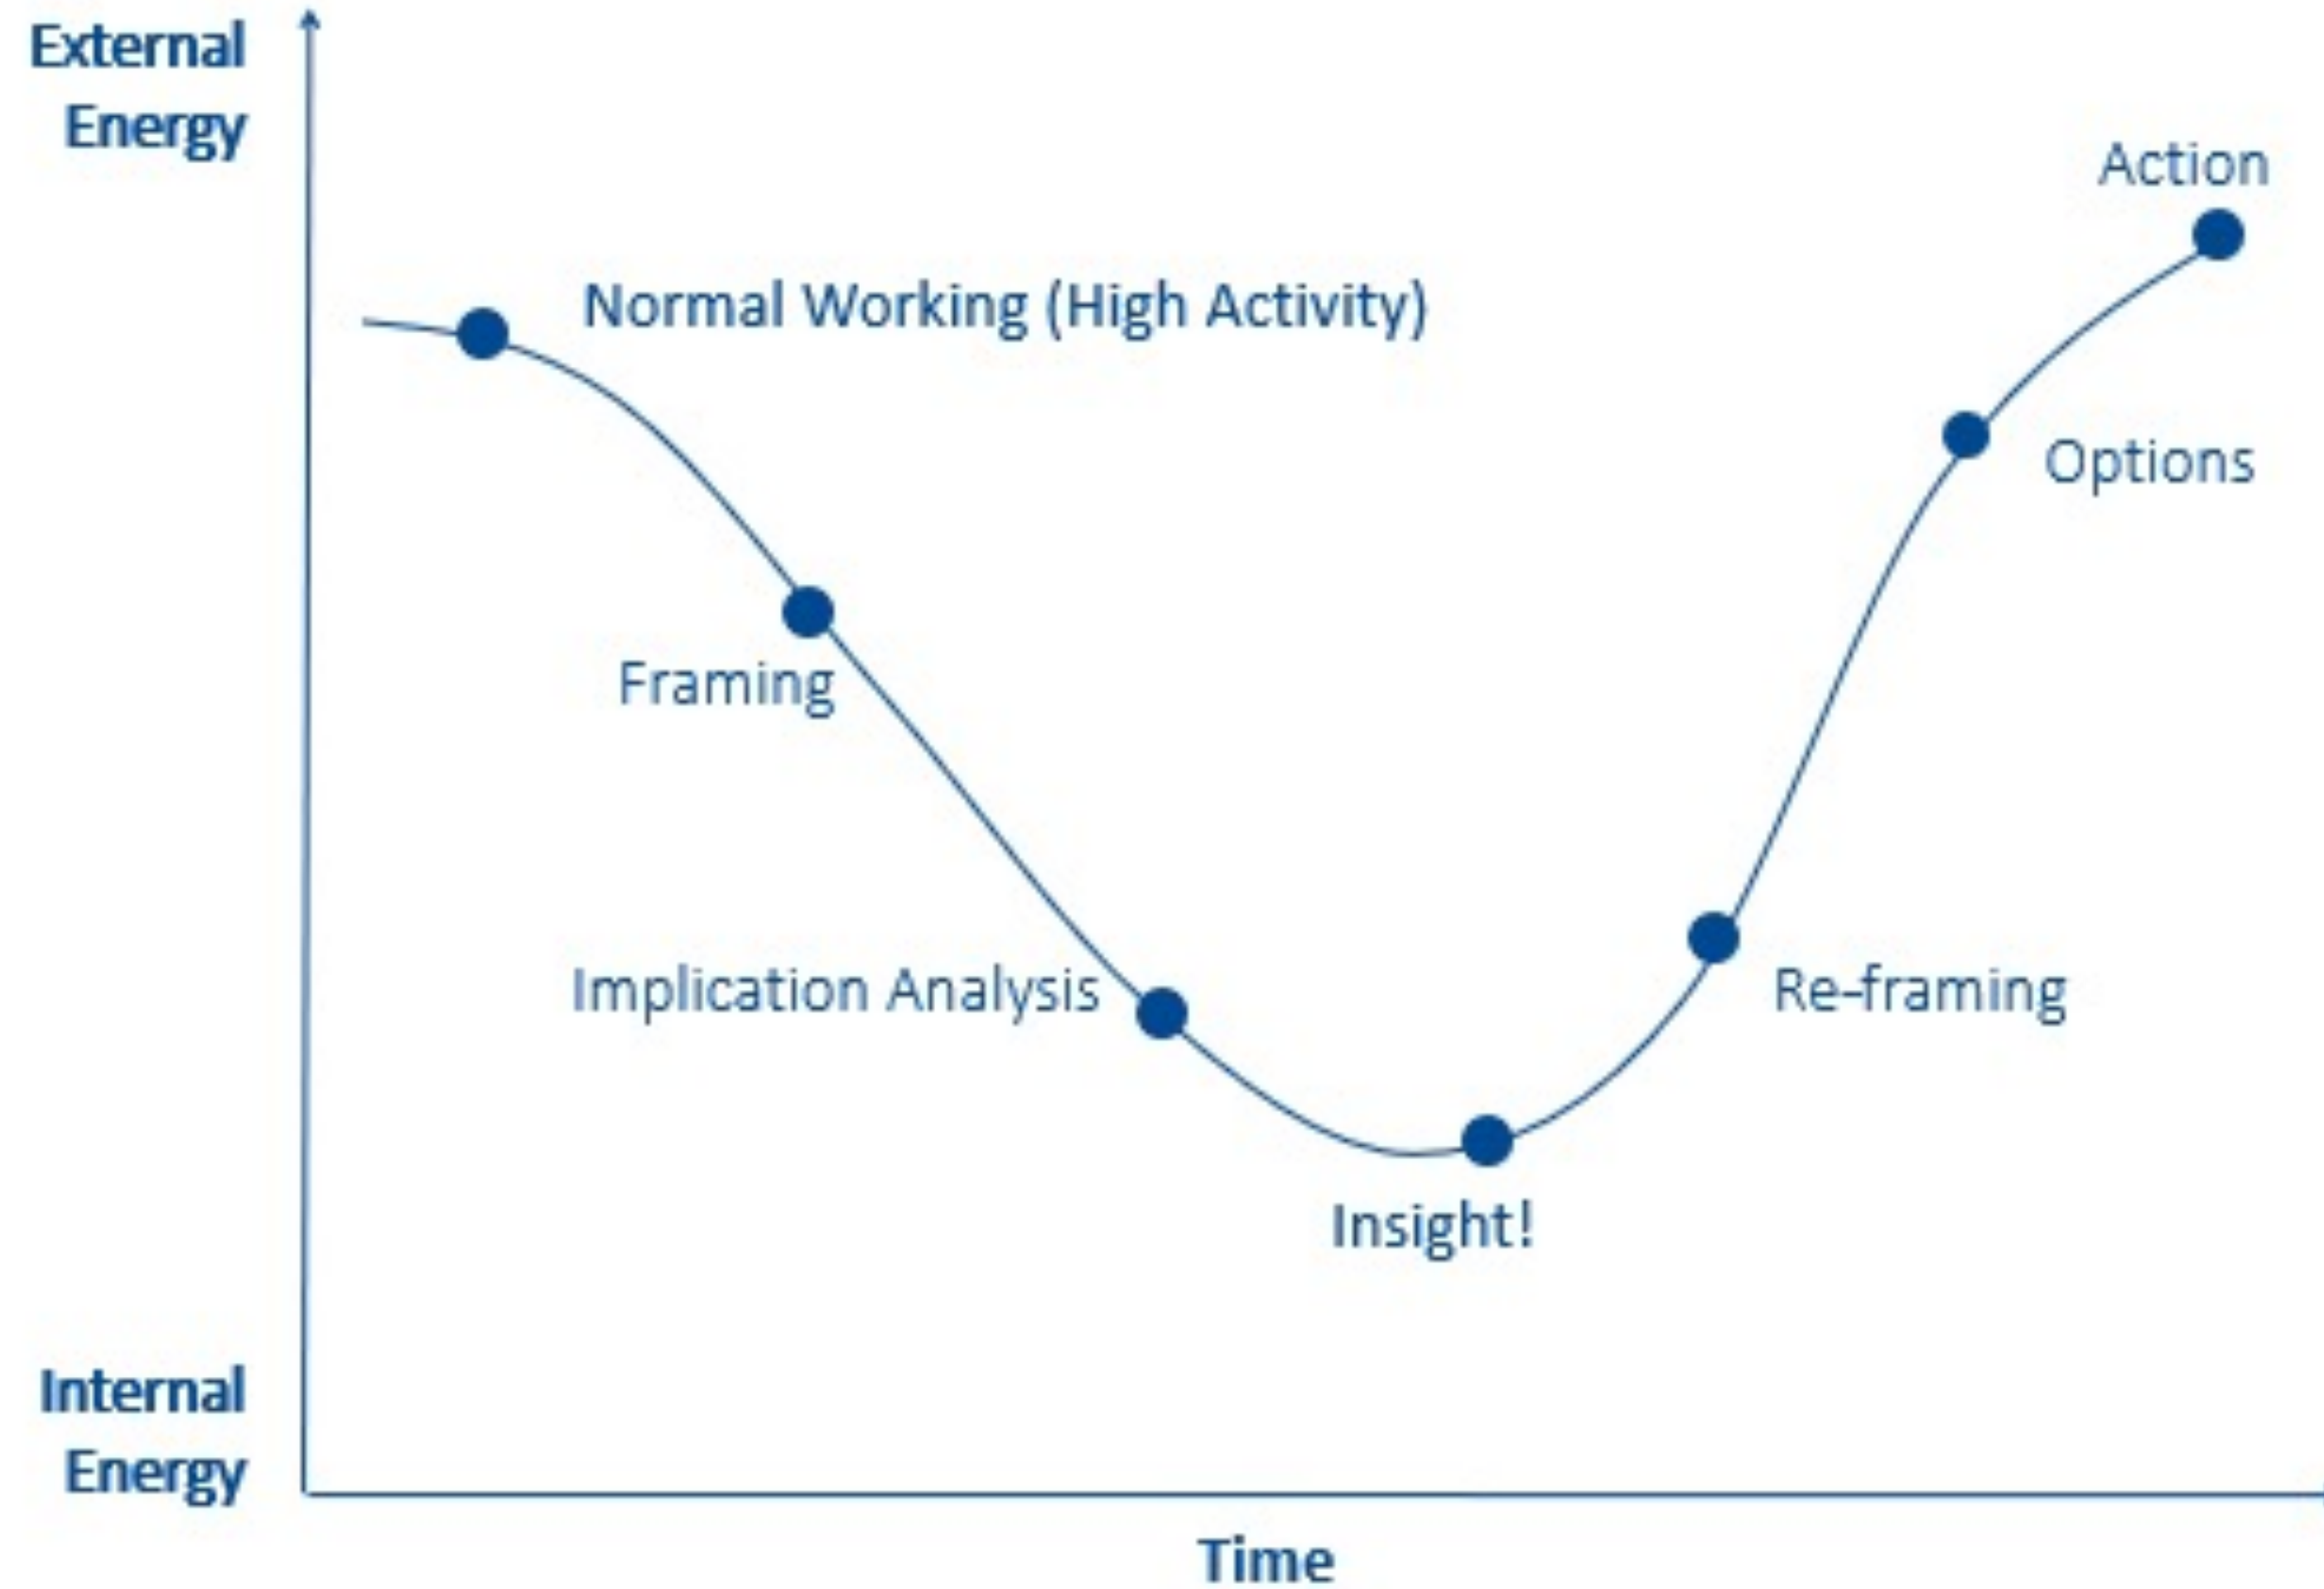 External
Energy
Action
Normal Working (High Activity)
Options
Framing
Implication Analysis
Re-framing
Insight!
Internal
Energy
Time